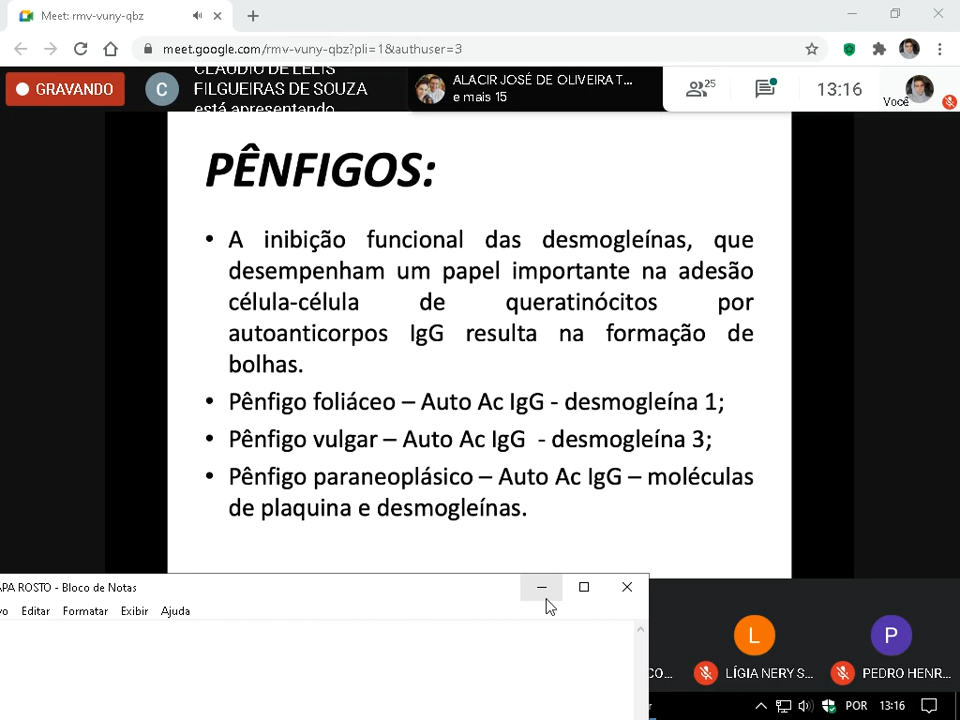 Meet: rmv-vuny-qbz
meet.google.com/rmv-vuny-qbz?pli=1&authuser=3
GRAVANDO
C
CLAUDIO DE LELIS
FILGUEIRAS DE SOUZA
está apresentando
ALACIR JOSÉ DE OLIVEIRA T...
e mais 15
25
13:16
Você
PÊNFIGOS:
• A inibição funcional das desmogleínas, que
desempenham um papel importante na adesão
célula-célula de queratinócitos por
autoanticorpos IgG resulta na formação de
bolhas.
• Pênfigo foliáceo – Auto Ac IgG - desmogleína 1;
• Pênfigo vulgar – Auto Ac IgG - desmogleína 3;
• Pênfigo paraneoplásico – Auto Ac IgG – moléculas
de plaquina e desmogleínas.
APA ROSTO - Bloco de Notas
vo Editar Formatar Exibir Ajuda
L
P
CO... LÍGIA NERY S... PEDRO HENR...
POR 13:16